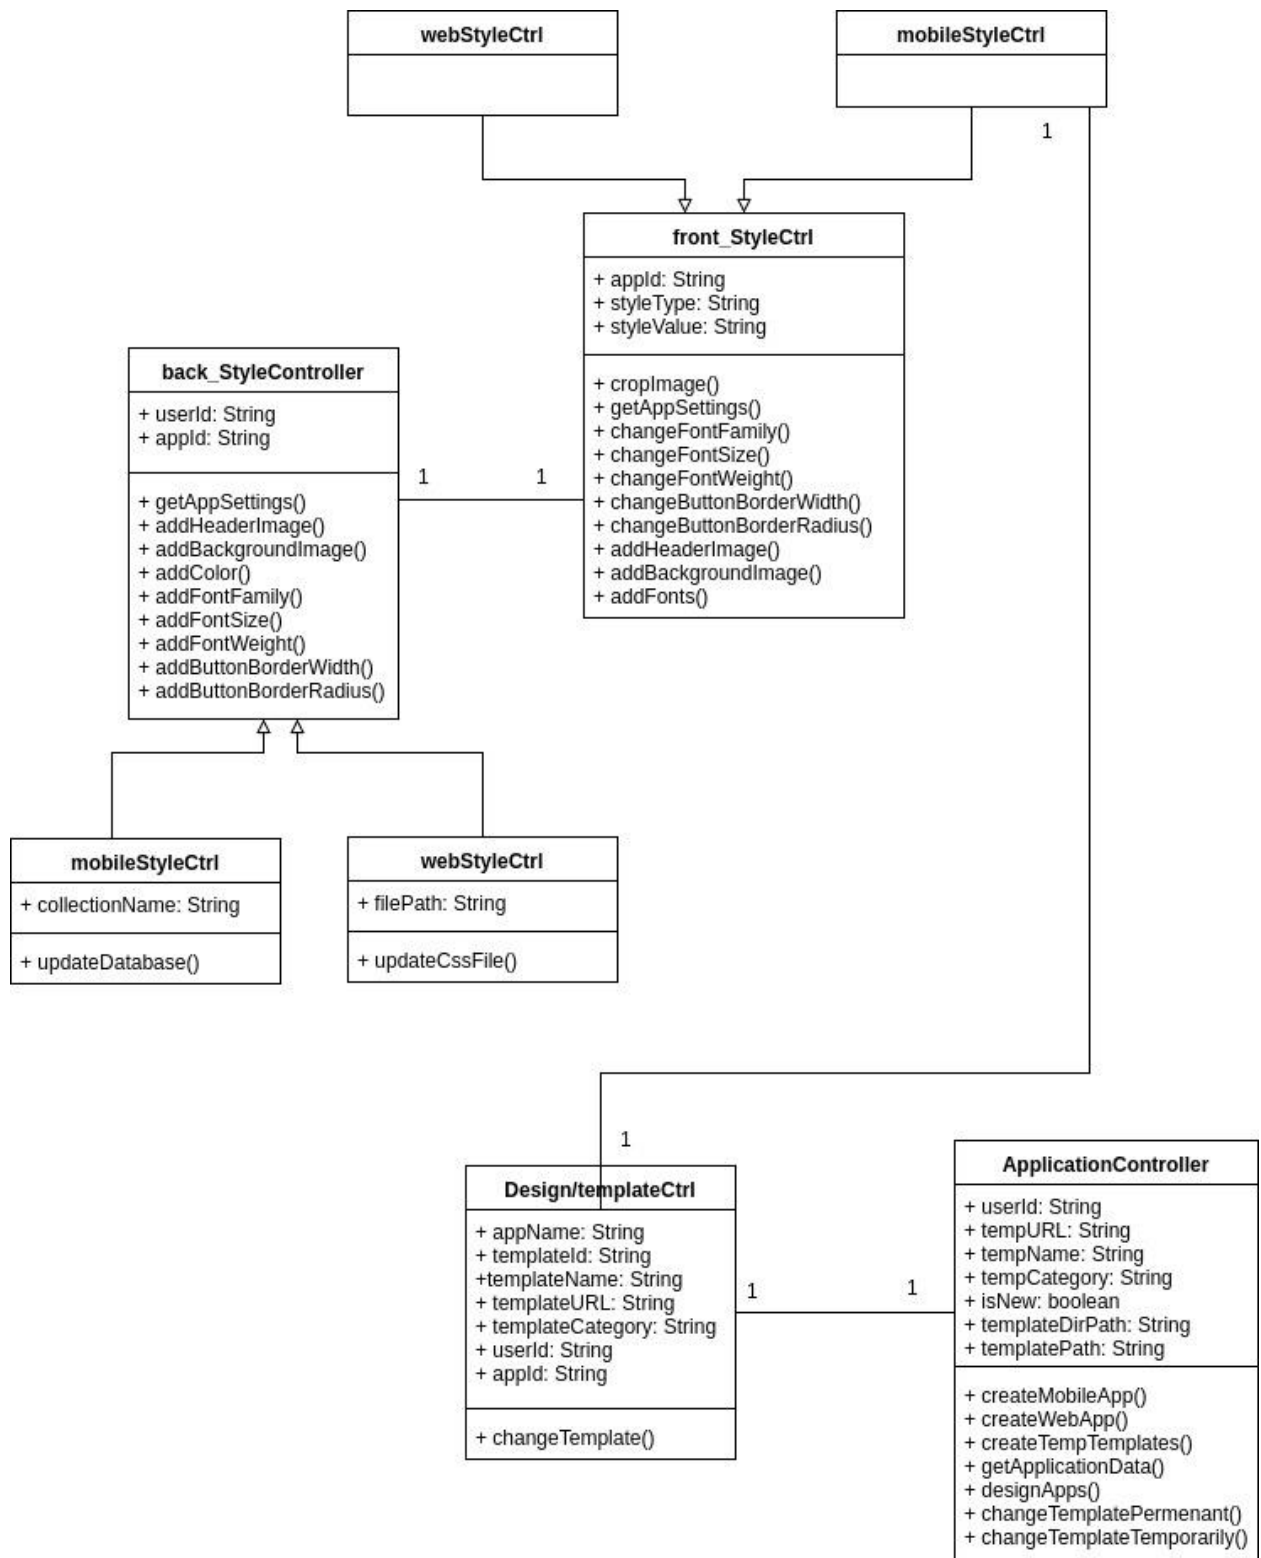 webStyleCtrl
mobileStyleCtrl
1
front_StyleCtrl
+ appId: String
+ styleType: String
+ styleValue: String
+ cropImage()
+ getAppSettings()
+ changeFontFamily()
+ changeFontSize()
+ changeFontWeight()
+ changeButtonBorderWidth()
+ changeButtonBorderRadius()
+ addHeaderImage()
+ addBackgroundImage()
+ addFonts()
back_StyleController
+ userId: String
+ appId: String
+ getAppSettings()
+ addHeaderImage()
+ addBackgroundImage()
+ addColor()
+ addFontFamily()
+ addFontSize()
+ addFontWeight()
+ addButtonBorderWidth()
+ addButtonBorderRadius()
1
1
mobileStyleCtrl
+ collectionName: String
+ updateDatabase()
webStyleCtrl
+ filePath: String
+ updateCssFile()
1
Design/templateCtrl
+ appName: String
+ templateId: String
+templateName: String
+ templateURL: String
+ templateCategory: String
+ userId: String
+ appId: String
+ changeTemplate()
1
1
ApplicationController
+ userId: String
+ tempURL: String
+ tempName: String
+ tempCategory: String
+ isNew: boolean
+ templateDirPath: String
+ templatePath: String
+ createMobileApp()
+ createWebApp()
+ createTempTemplates()
+ getApplicationData()
+ designApps()
+ changeTemplatePermenant()
+ changeTemplateTemporarily()